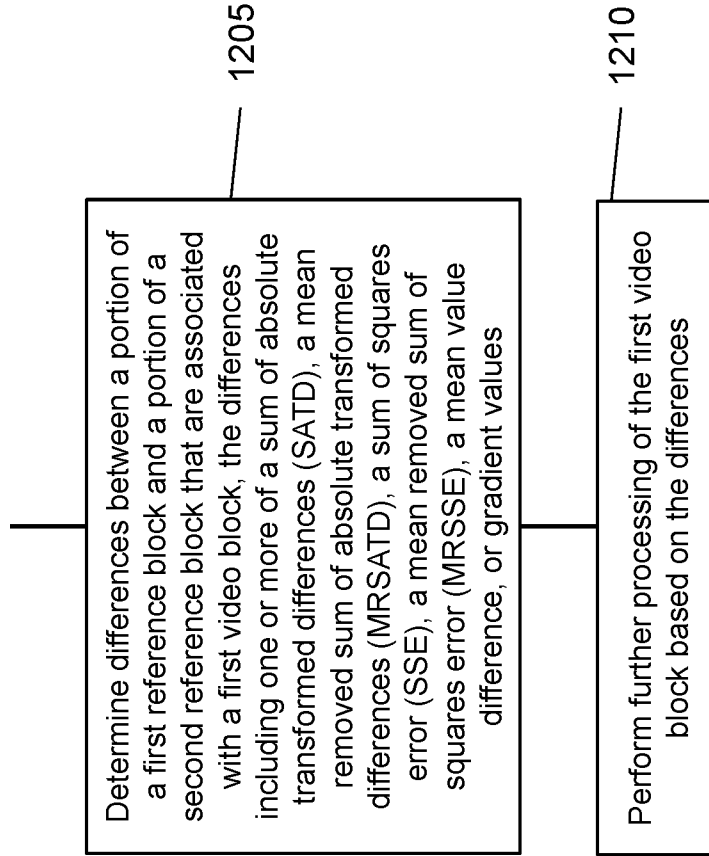 Determine differences between a portion of
a first reference block and a portion of a
second reference block that are associated
with a first video block, the differences
including one or more of a sum of absolute
transformed differences (SATD), a mean
removed sum of absolute transformed
differences (MRSATD), a sum of squares
error (SSE), a mean removed sum of
squares error (MRSSE), a mean value
difference, or gradient values
1205
Perform further processing of the first video
block based on the differences
1210